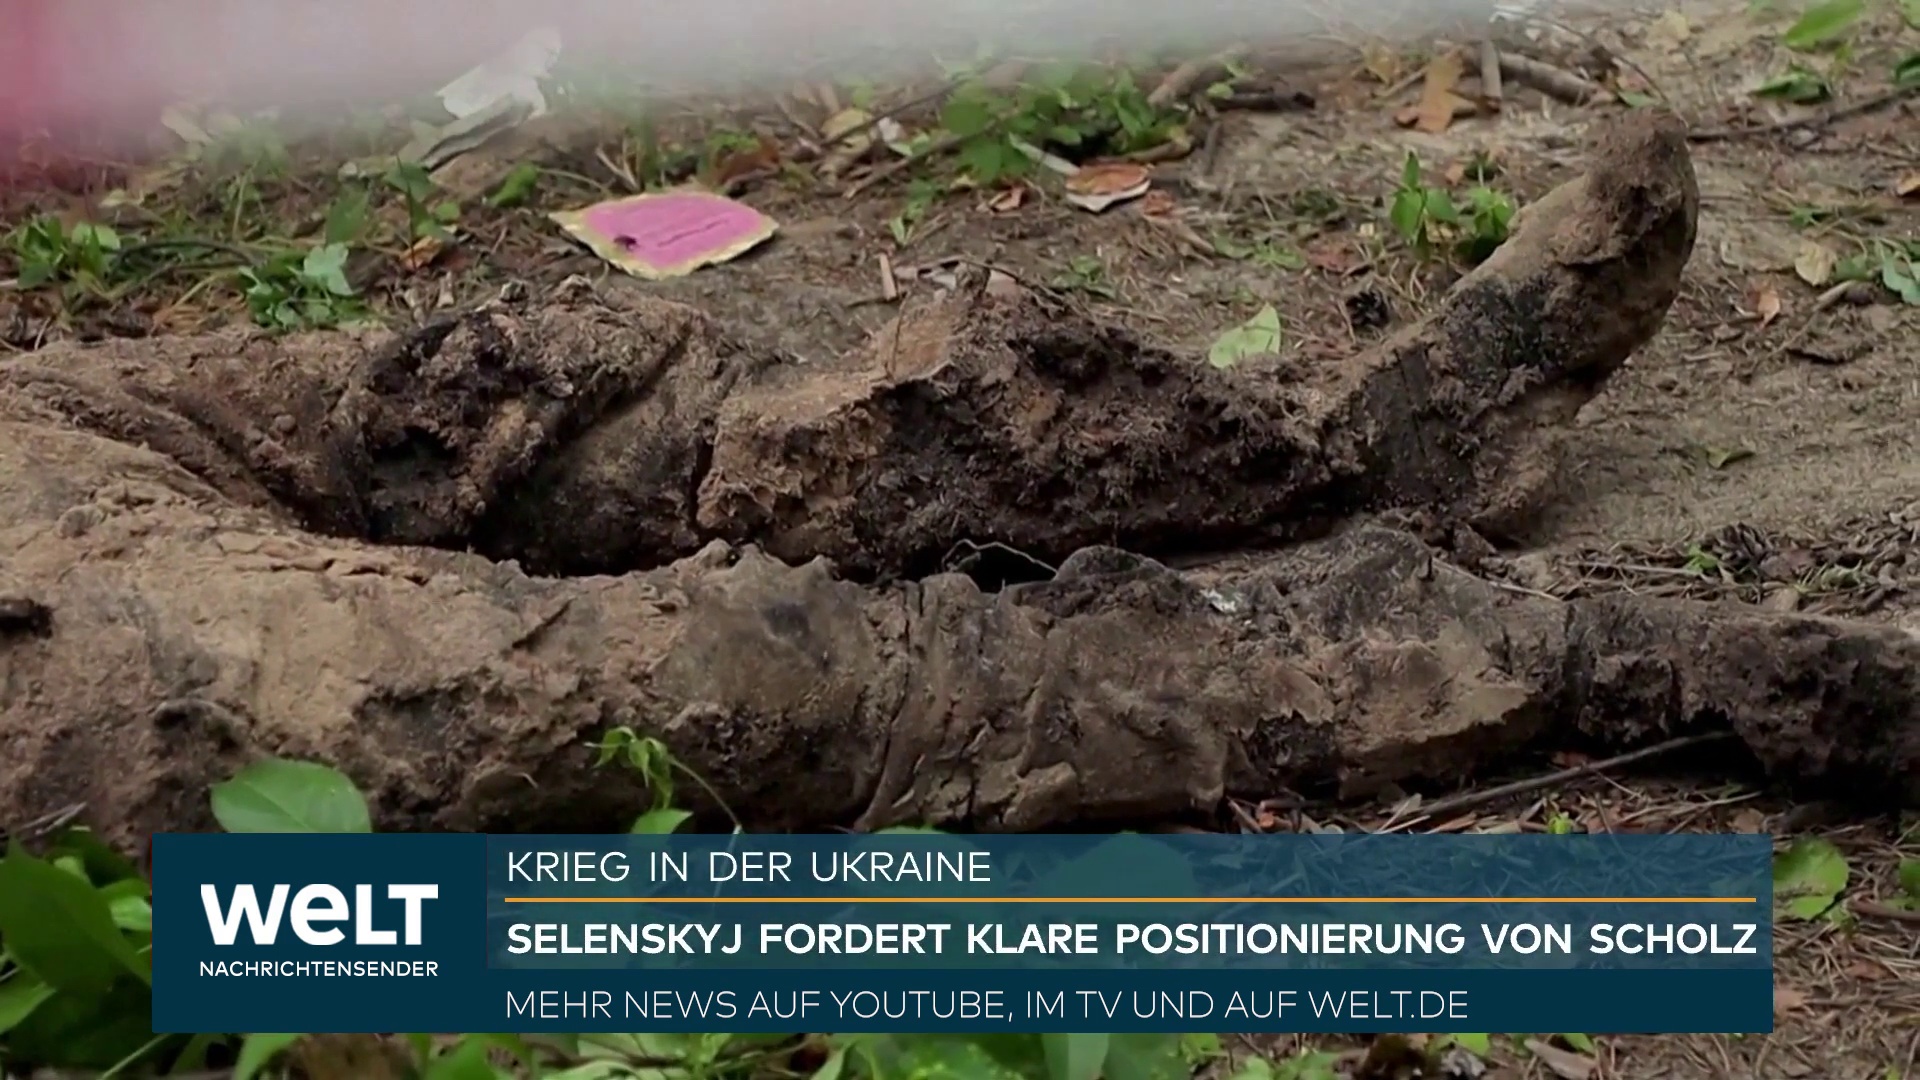 KRIEG IN DER UKRAINE
WELT
NACHRICHTENSENDER
SELENSKYJ FORDERT KLARE POSITIONIERUNG VON SCHOLZ
MEHR NEWS AUF YOUTUBE, IM TV UND AUF WELT.DE